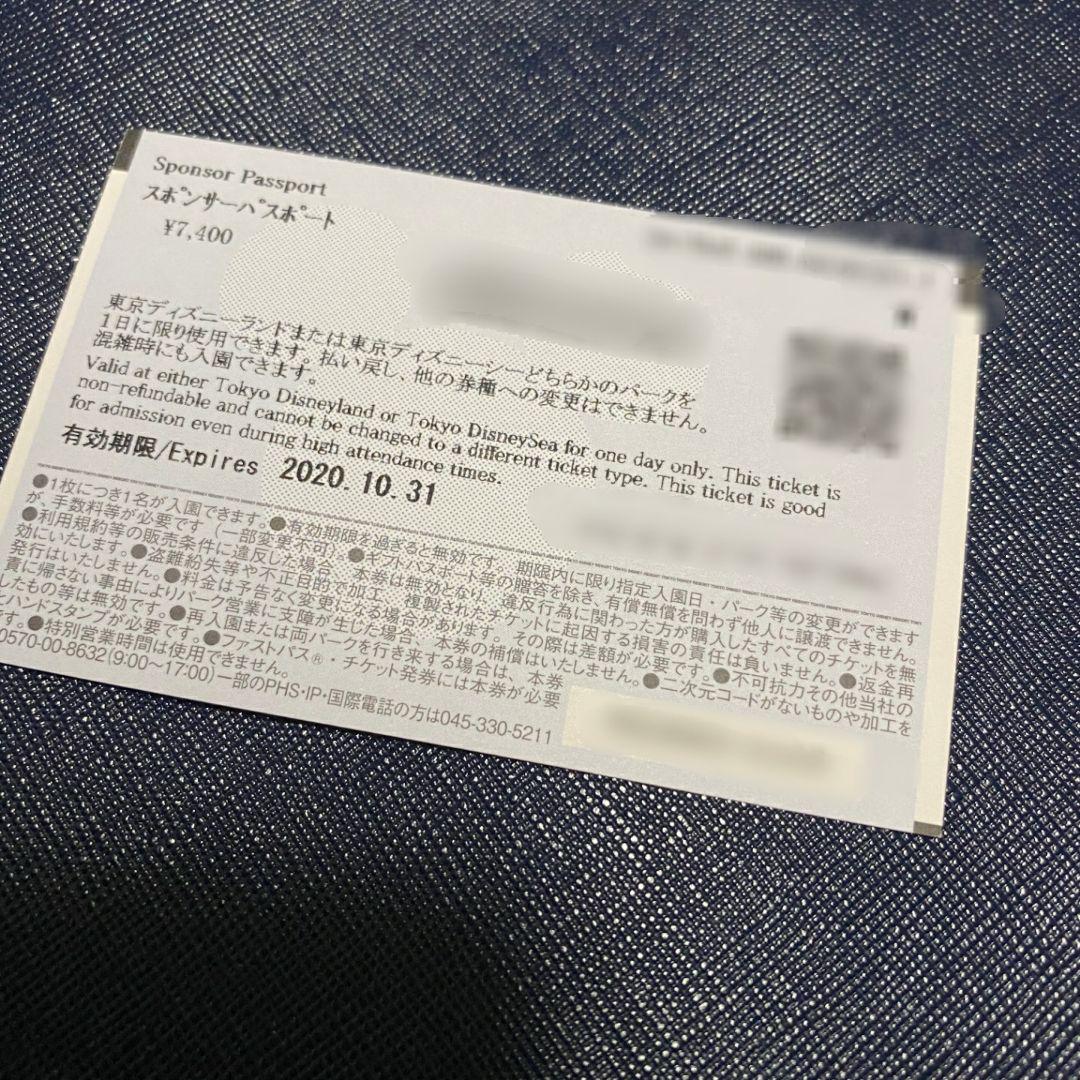 Sponsor Passport
スポンサーパスポート
¥7,400
東京ディズニーランドまたは東京ディズニーシーどちらかのパークを
1日に限り使用できます。払い戻し、他の券種への変更はできません。
混雑時にも入園できます。
Valid at either Tokyo Disneyland or Tokyo DisneySea for one day only. This ticket is
non-refundable and cannot be changed to a different ticket type. This ticket is good
for admission even during high attendance times.
有効期限/Expires 2020.10.31
●1枚につき1名が入園できます。●有効期限を過ぎると無効です。期限内に限り指定入園日・パーク等の変更ができます
が、手数料等が必要です（一部変更不可）●ギフトパスポート等の贈答を除き、有償無償を問わず他人に譲渡できません。
●利用規約等の販売条件に違反した場合、本券は無効となり、違反行為に関わった方が購入したすべてのチケットを無
効にいたします。●盗難紛失等や不正目的で加工、複製されたチケットに起因する損害の責任は負いません。●返金再
発行はいたしません。●料金は予告なく変更になる場合があります。その際は差額が必要です。●不可抗力その他当社の
責に帰さない事由によりパーク営業に支障が生じた場合、本券の補償はいたしません。●二次元コードがないものや加工を
したもの等は無効です。●再入園または両パークを行き来する場合は、本券
とハンドスタンプが必要です。●ファストパス®・チケット発券には本券が必要
です。●特別営業時間は使用できません。
0570-00-8632(9:00〜17:00)一部のPHS・IP・国際電話の方は045-330-5211